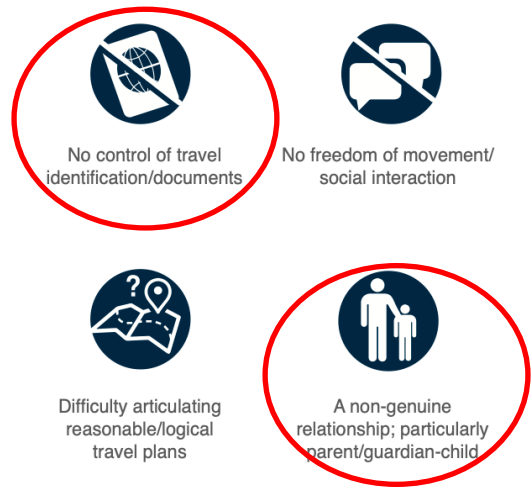 No control of travel
identification/documents
No freedom of movement/
social interaction
?
Difficulty articulating
reasonable/logical
travel plans
A non-genuine
relationship; particularly
parent/guardian-child